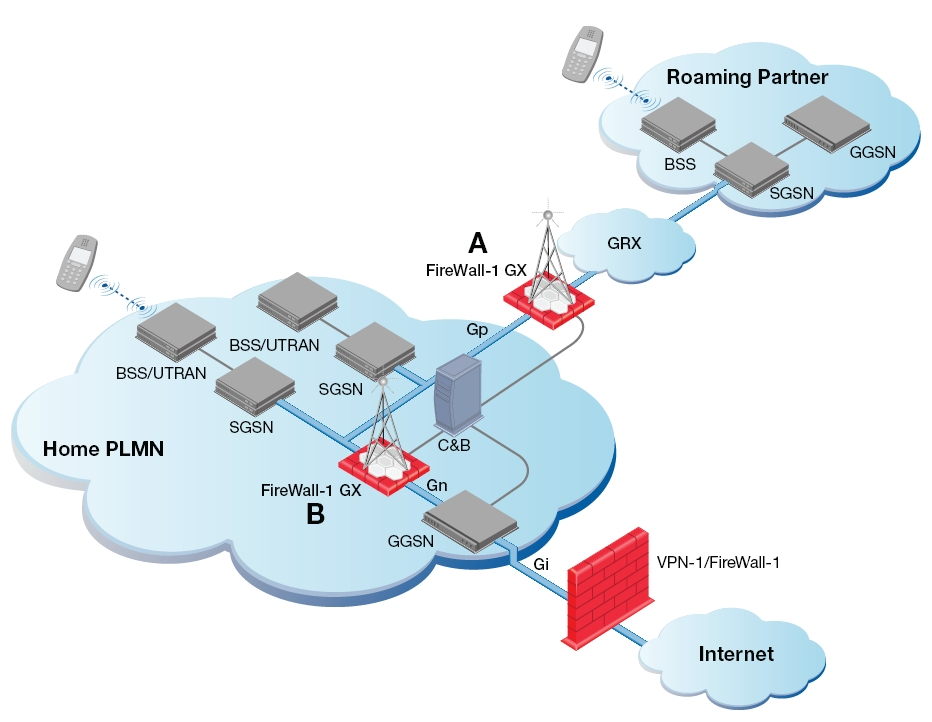 Roaming Partner
BSS
GGSN
SGSN
GRX
A
FireWall-1 GX
Gp
BSS/UTRAN
BSS/UTRAN
SGSN
SGSN
C&B
Home PLMN
FireWall-1 GX
B
Gn
GGSN
Gi
VPN-1/FireWall-1
Internet